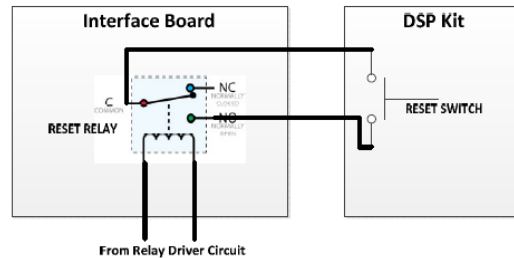 Interface Board
DSP Kit
NC
NORMALLY
CLOSED
C
COMMON
RESET SWITCH
RESET RELAY
NO
NORMALLY
OPEN
From Relay Driver Circuit